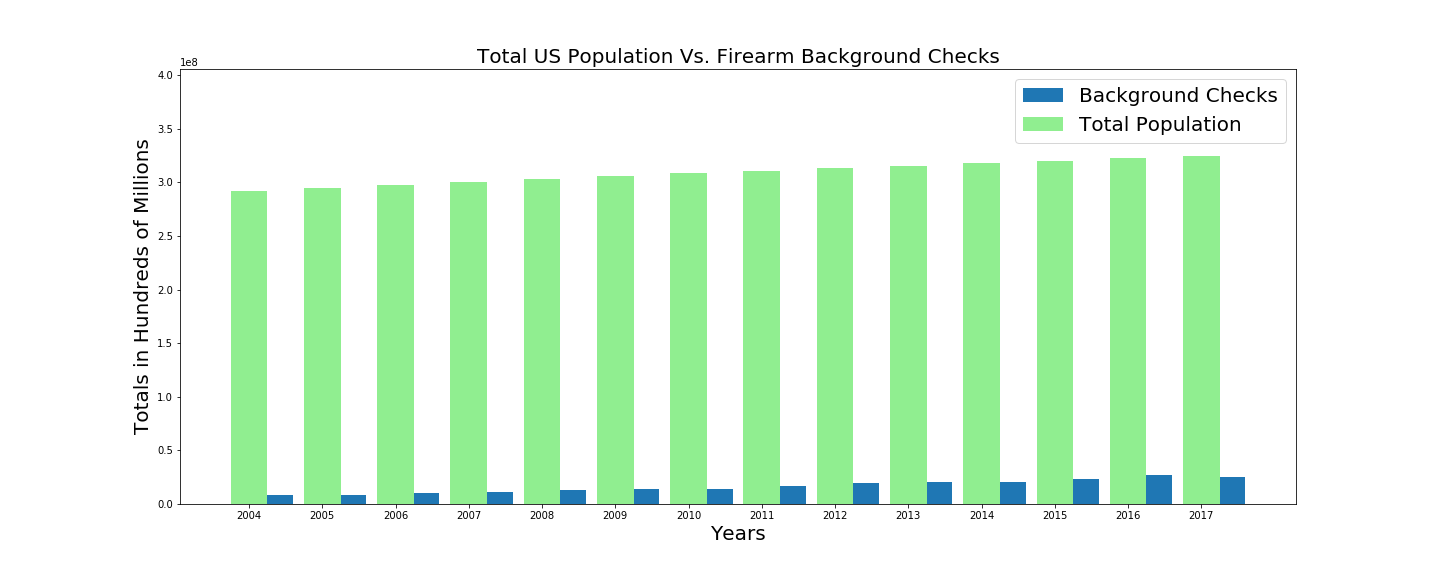 Total US Population Vs. Firearm Background Checks
1e8
4.0
3.5
3.0
2.5
2.0
1.5
1.0
0.5
0.0
Totals in Hundreds of Millions
Background Checks
Total Population
2004 2005 2006 2007 2008 2009 2010 2011 2012 2013 2014 2015 2016 2017
Years